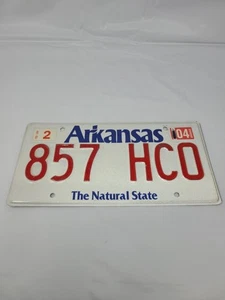 2 Arkansas 04
857 HCO
The Natural State